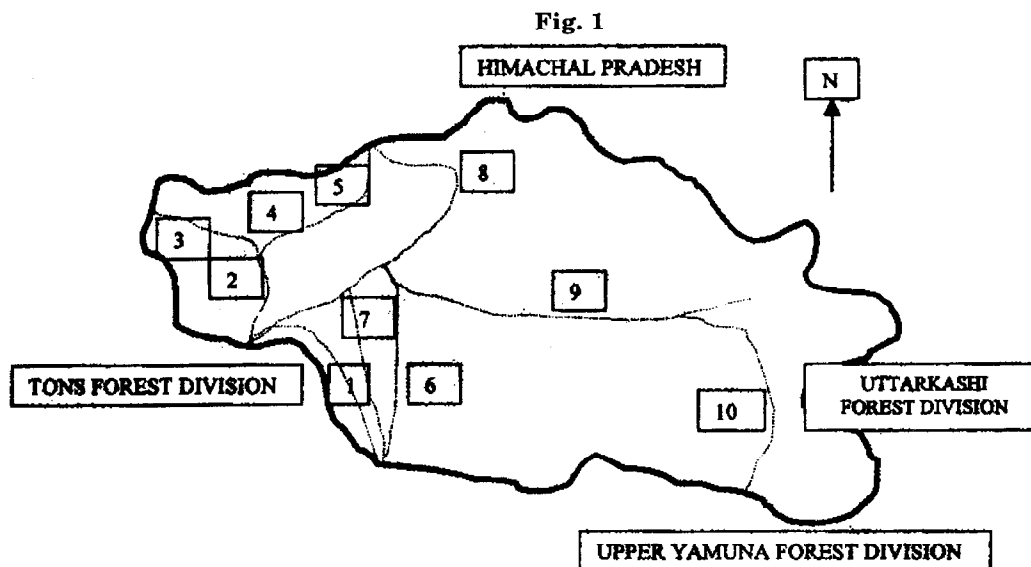 Fig. 1
HIMACHAL PRADESH
N
5
8
4
3
2
9
7
TONS FOREST DIVISION
1
6
10
UTTARKASHI
FOREST DIVISION
UPPER YAMUNA FOREST DIVISION